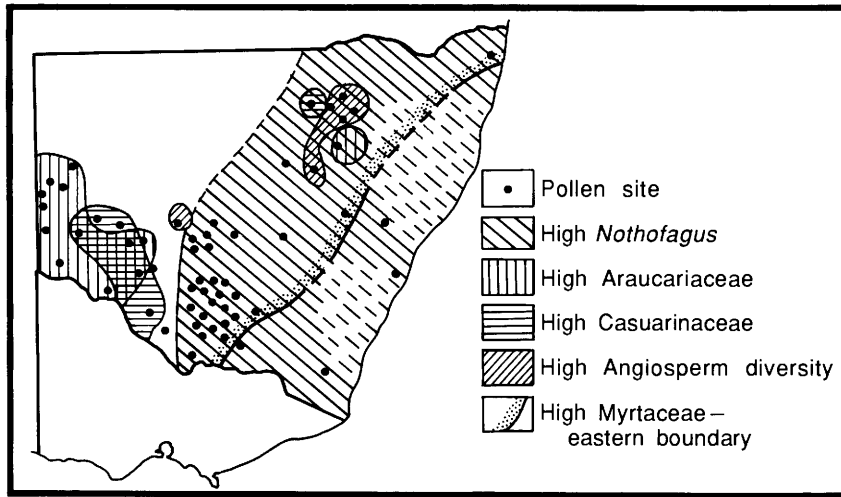 Pollen site
High Nothofagus
High Araucariaceae
High Casuarinaceae
High Angiosperm diversity
High Myrtaceae–
eastern boundary